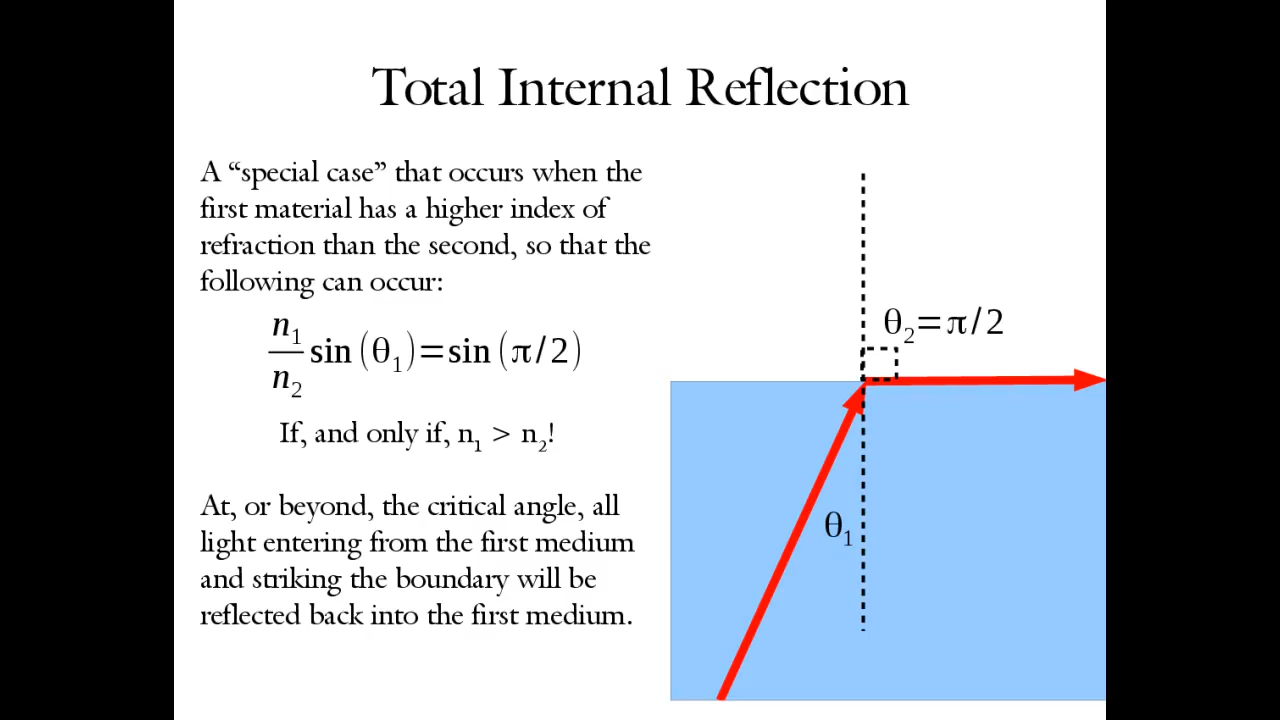 Total Internal Reflection
A “special case” that occurs when the
first material has a higher index of
refraction than the second, so that the
following can occur:
n₁/n₂ sin (θ₁)=sin (π/2)
If, and only if, n₁ > n₂!
At, or beyond, the critical angle, all
light entering from the first medium
and striking the boundary will be
reflected back into the first medium.
θ₂=π/2
θ₁